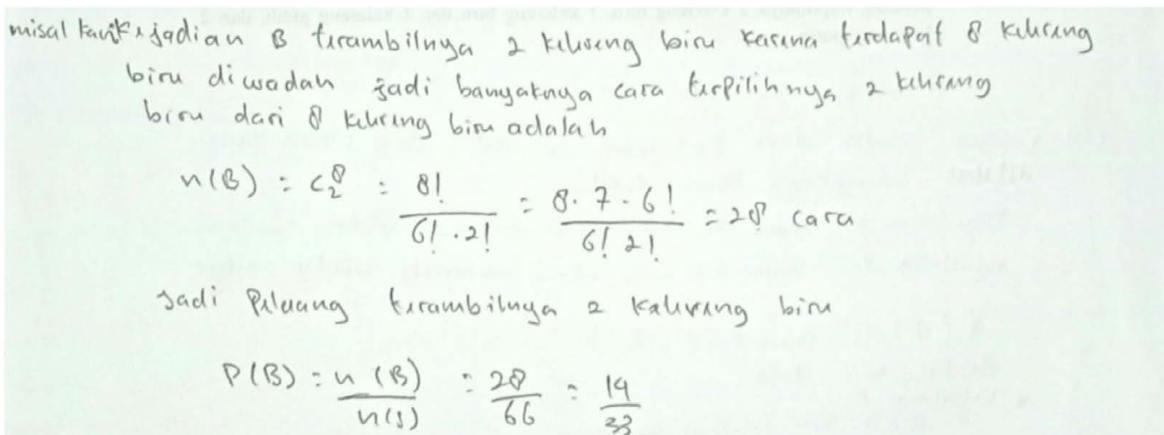 misal kan kejadian B terambilnya 2 kelereng biru karena terdapat 8 kelereng
biru diwadah jadi banyaknya cara terpilihnya 2 kelereng
biru dari 8 kelereng biru adalah
n(B) = C₂⁸ = 8! / 6! . 2! = 8 . 7 . 6! / 6! 2! = 28 cara
Jadi Peluang terambilnya 2 kelereng biru
P(B) = n(B) / n(s) = 28/66 = 14/33